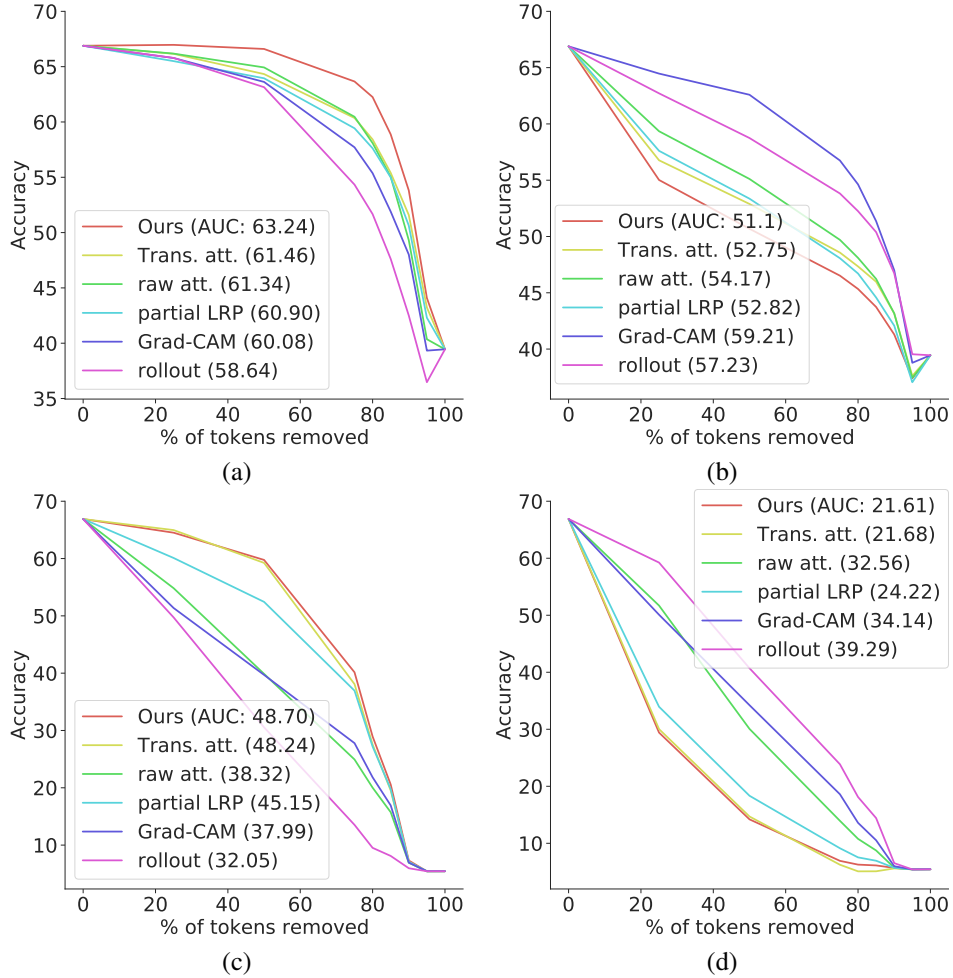 70
65
60
55
50
45
40
35
Accuracy
Ours (AUC: 63.24)
Trans. att. (61.46)
raw att. (61.34)
partial LRP (60.90)
Grad-CAM (60.08)
rollout (58.64)
0 20 40 60 80 100
% of tokens removed
(a)
70
65
60
55
50
45
40
Accuracy
Ours (AUC: 51.1)
Trans. att. (52.75)
raw att. (54.17)
partial LRP (52.82)
Grad-CAM (59.21)
rollout (57.23)
0 20 40 60 80 100
% of tokens removed
(b)
70
60
50
40
30
20
10
Accuracy
Ours (AUC: 48.70)
Trans. att. (48.24)
raw att. (38.32)
partial LRP (45.15)
Grad-CAM (37.99)
rollout (32.05)
0 20 40 60 80 100
% of tokens removed
(c)
70
60
50
40
30
20
10
Accuracy
Ours (AUC: 21.61)
Trans. att. (21.68)
raw att. (32.56)
partial LRP (24.22)
Grad-CAM (34.14)
rollout (39.29)
0 20 40 60 80 100
% of tokens removed
(d)